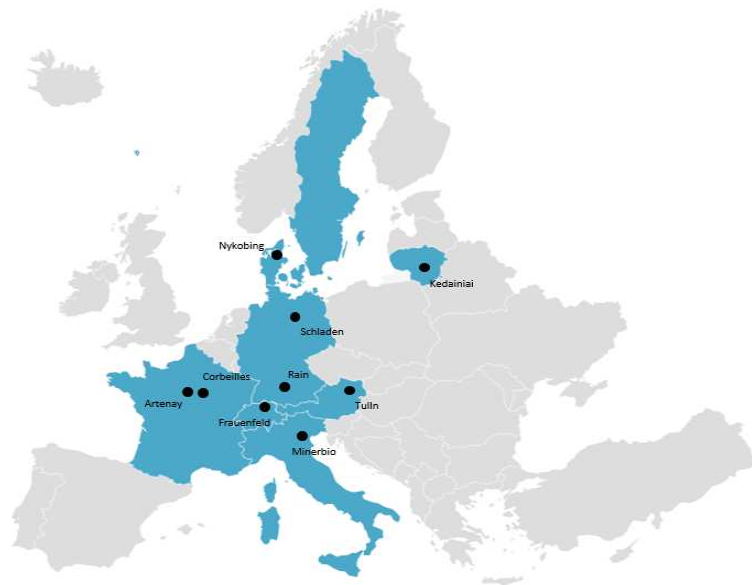 Nykobing
Kedainiai
Schladen
Rain
Corbeilles
Artenay
Tulln
Frauenfeld
Minerbio